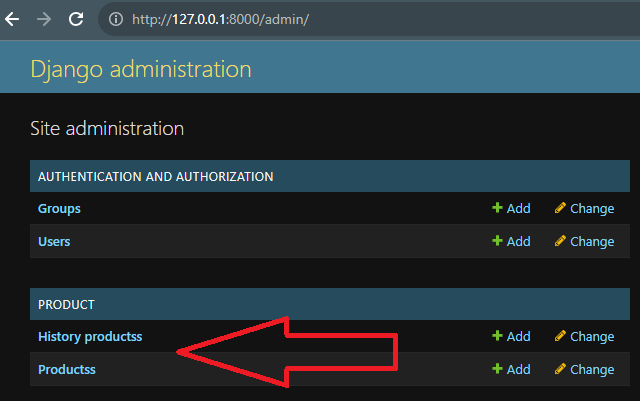 http://127.0.0.1:8000/admin/
Django administration
Site administration
AUTHENTICATION AND AUTHORIZATION
Groups Add Change
Users Add Change
PRODUCT
History productss Add Change
Productss Add Change